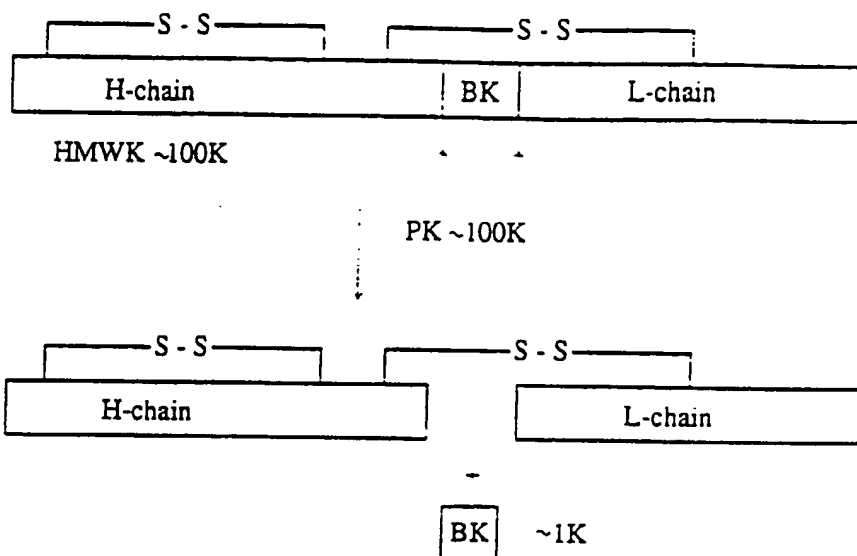 S - S S - S
H-chain BK L-chain
HMWK ~100K
PK ~100K
S - S S - S
H-chain L-chain
BK ~1K